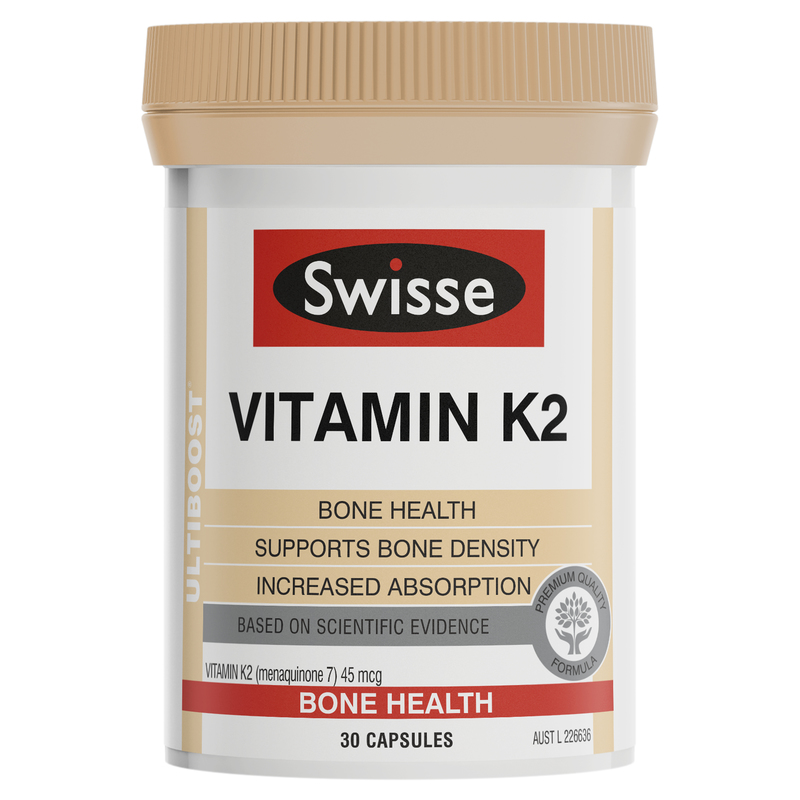 Swisse
ULTIBOOST®
VITAMIN K2
BONE HEALTH
SUPPORTS BONE DENSITY
INCREASED ABSORPTION
BASED ON SCIENTIFIC EVIDENCE
PREMIUM QUALITY
FORMULA
VITAMIN K2 (menaquinone 7) 45 mcg
BONE HEALTH
30 CAPSULES
AUST L 226636